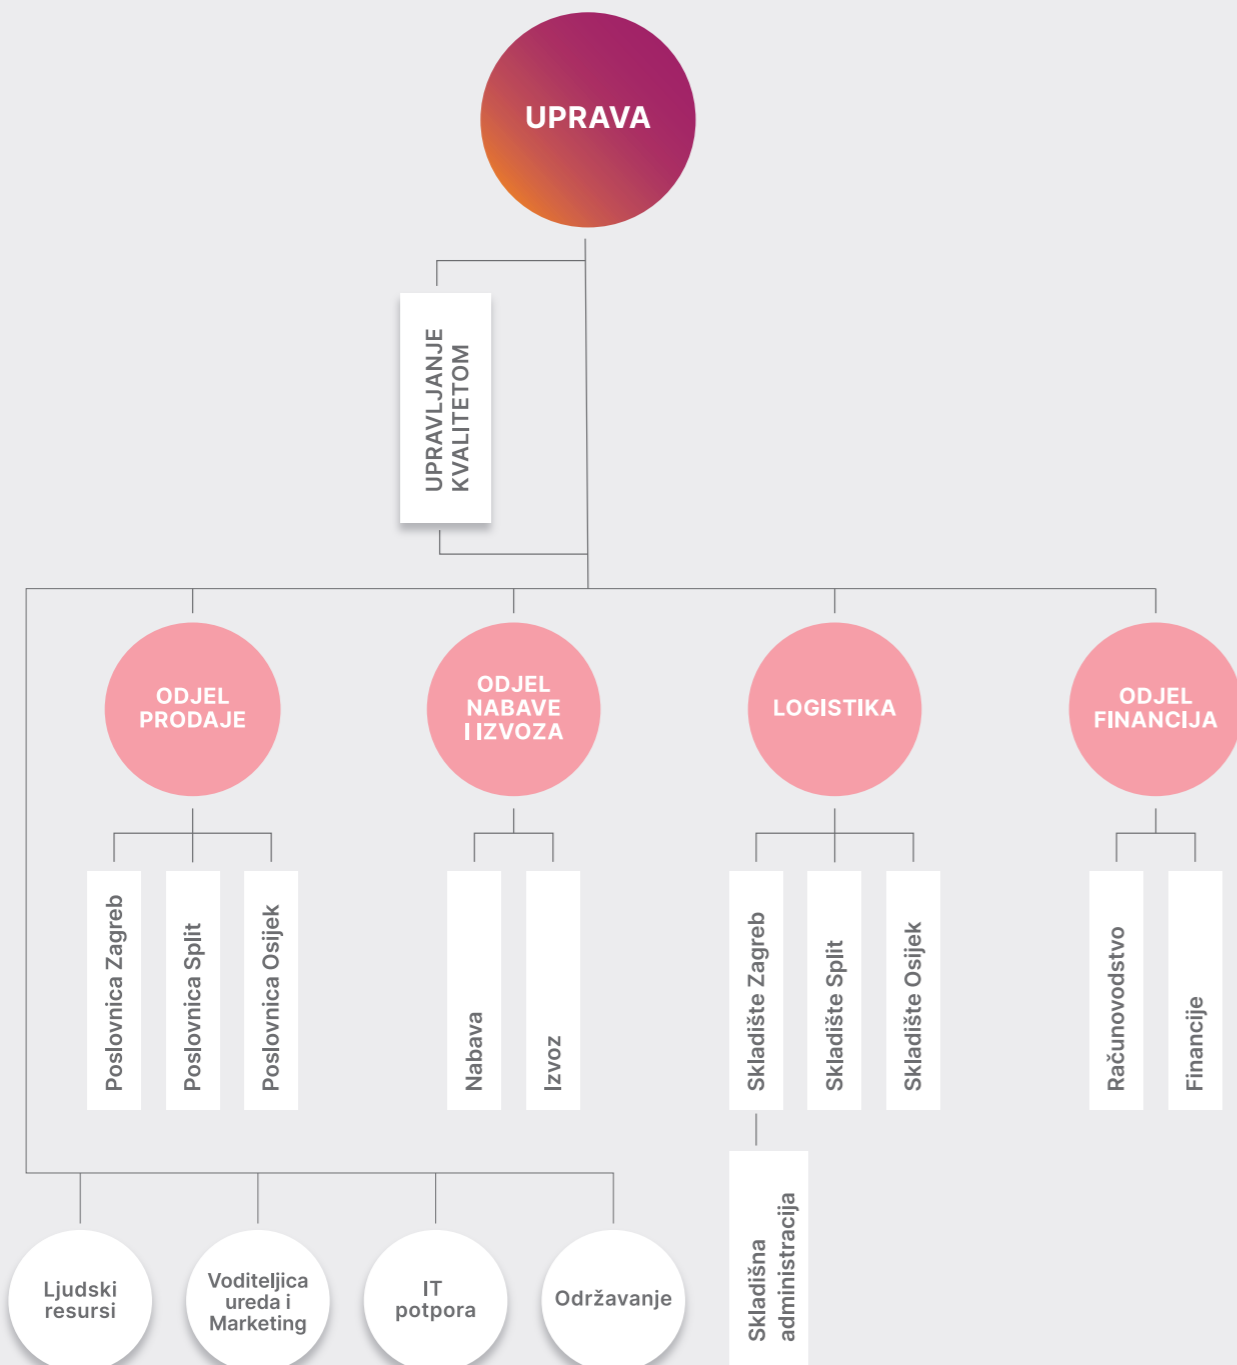 UPRAVA
UPRAVLJANJE
KVALITETOM
ODJEL
PRODAJE
ODJEL
NABAVE
I IZVOZA
LOGISTIKA
ODJEL
FINANCIJA
Poslovnica Zagreb
Poslovnica Split
Poslovnica Osijek
Nabava
Izvoz
Skladište Zagreb
Skladište Split
Skladište Osijek
Računovodstvo
Financije
Ljudski
resursi
Voditeljica
ureda i
Marketing
IT
potpora
Održavanje
Skladišna
administracija